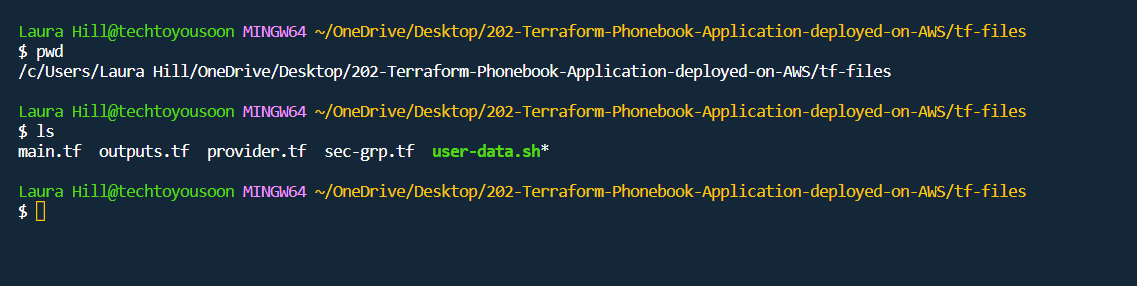 Laura Hill@techtoyousoon MINGW64 ~/OneDrive/Desktop/202-Terraform-Phonebook-Application-deployed-on-AWS/tf-files
$ pwd
/c/Users/Laura Hill/OneDrive/Desktop/202-Terraform-Phonebook-Application-deployed-on-AWS/tf-files
Laura Hill@techtoyousoon MINGW64 ~/OneDrive/Desktop/202-Terraform-Phonebook-Application-deployed-on-AWS/tf-files
$ ls
main.tf  outputs.tf  provider.tf  sec-grp.tf  user-data.sh*
Laura Hill@techtoyousoon MINGW64 ~/OneDrive/Desktop/202-Terraform-Phonebook-Application-deployed-on-AWS/tf-files
$